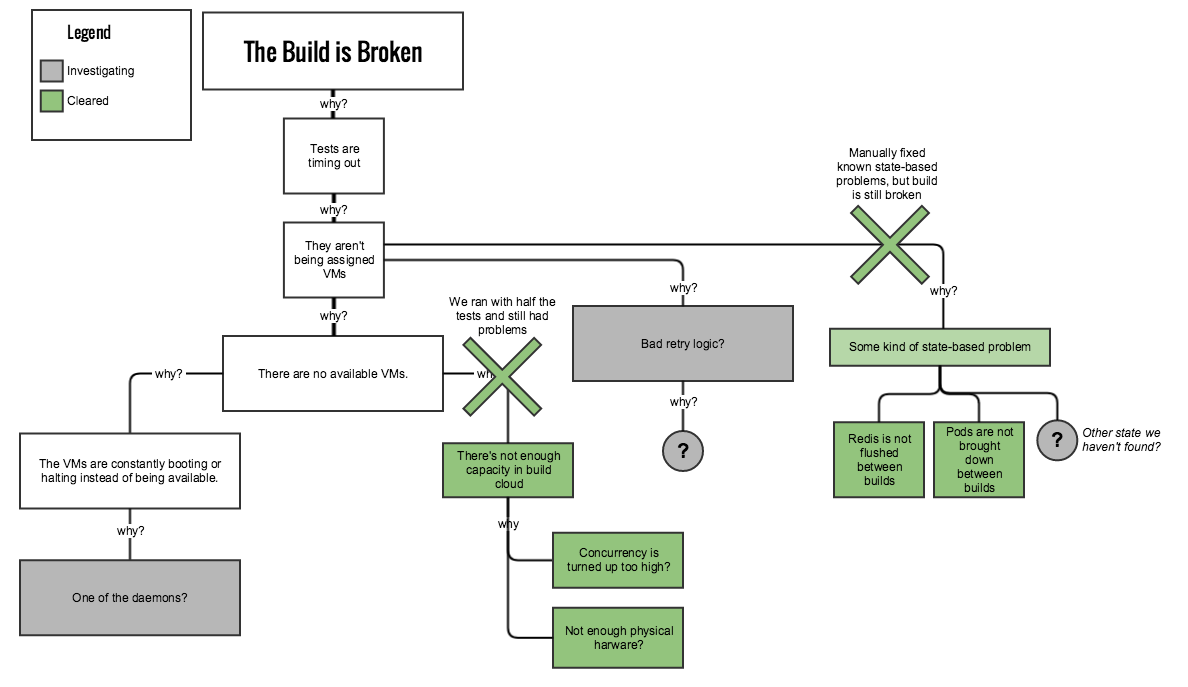 Legend
Investigating
Cleared
The Build is Broken
why?
Tests are
timing out
why?
They aren't
being assigned
VMs
why?
There are no available VMs.
why?
The VMs are constantly booting or
halting instead of being available.
why?
One of the daemons?
We ran with half the
tests and still had
problems
wh
There's not enough
capacity in build
cloud
why
Concurrency is
turned up too high?
Not enough physical
harware?
why?
Bad retry logic?
why?
?
Manually fixed
known state-based
problems, but build
is still broken
why?
Some kind of state-based problem
Redis is not
flushed
between
builds
Pods are not
brought
down
between
builds
?
Other state we
haven't found?